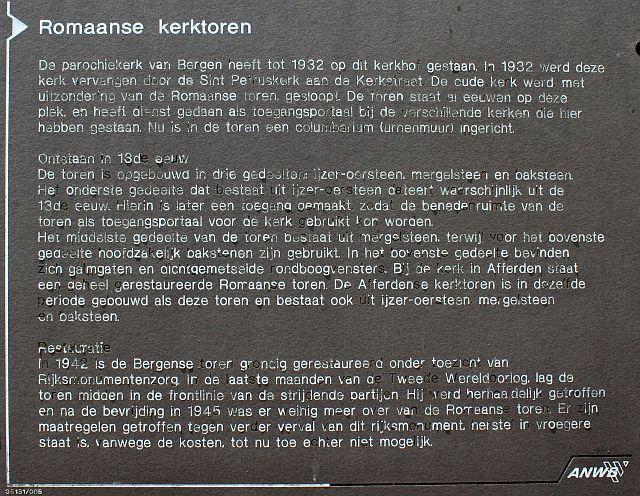 Romaanse kerktoren
De parochiekerk van Bergen heeft tot 1932 op dit kerkhof gestaan. In 1932 werd deze
kerk vervangen door de Sint Petruskerk aan de Kerkstraat. De oude kerk werd met
uitzondering van de Romaanse toren, gesloopt. De toren staat al eeuwen op deze
plek, en heeft dienst gedaan als toegangsportaal bij de verschillende kerken die hier
hebben gestaan. Nu is in de toren een columbarium (urnenmuur) ingericht.
Ontstaan in 13de eeuw
De toren is opgebouwd in drie gedeelten: ijzer-oersteen, mergelsteen en baksteen.
Het onderste gedeelte dat bestaat uit ijzer-oersteen dateert waarschijnlijk uit de
13de eeuw. Hierin is later een toegang gemaakt, zodat de benedenruimte van de
toren als toegangsportaal voor de kerk gebruikt kon worden.
Het middelste gedeelte van de toren bestaat uit mergelsteen, terwijl voor het bovenste
gedeelte hoofdzakelijk bakstenen zijn gebruikt. In het bovenste gedeelte bevinden
zich galmgaten en dichtgemetselde rondboogvensters. Bij de kerk in Afferden staat
een geheel gerestaureerde Romaanse toren. De Afferdense kerktoren is in dezelfde
periode gebouwd als deze toren en bestaat ook uit ijzer-oersteen mergelsteen
en baksteen.
Restauratie
In 1942 is de Bergense toren grondig gerestaureerd onder toezicht van
Rijksmonumentenzorg. In de laatste maanden van de Tweede Wereldoorlog, lag de
toren midden in de frontlinie van de strijdende partijen. Hij werd herhaaldelijk getroffen
en na de bevrijding in 1945 was er weinig meer over van de Romaanse toren. Er zijn
maatregelen getroffen tegen verder verval van dit rijksmonument, herstel in vroegere
staat is, vanwege de kosten, tot nu toe echter niet mogelijk.
ANWB
35131/005